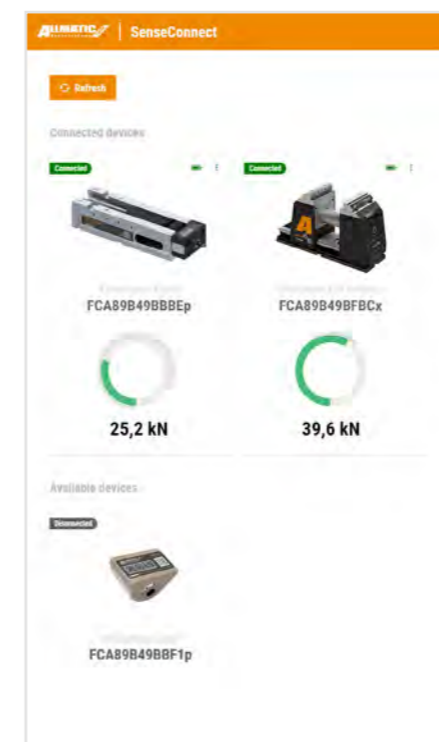 ALLMATIC SenseConnect
Refresh
Connected devices
Connected Connected
FCA89B49BBBEp FCA89B49BFBCx
25,2 kN 39,6 kN
Available devices
Disconnected
FCA89B49BBF1p